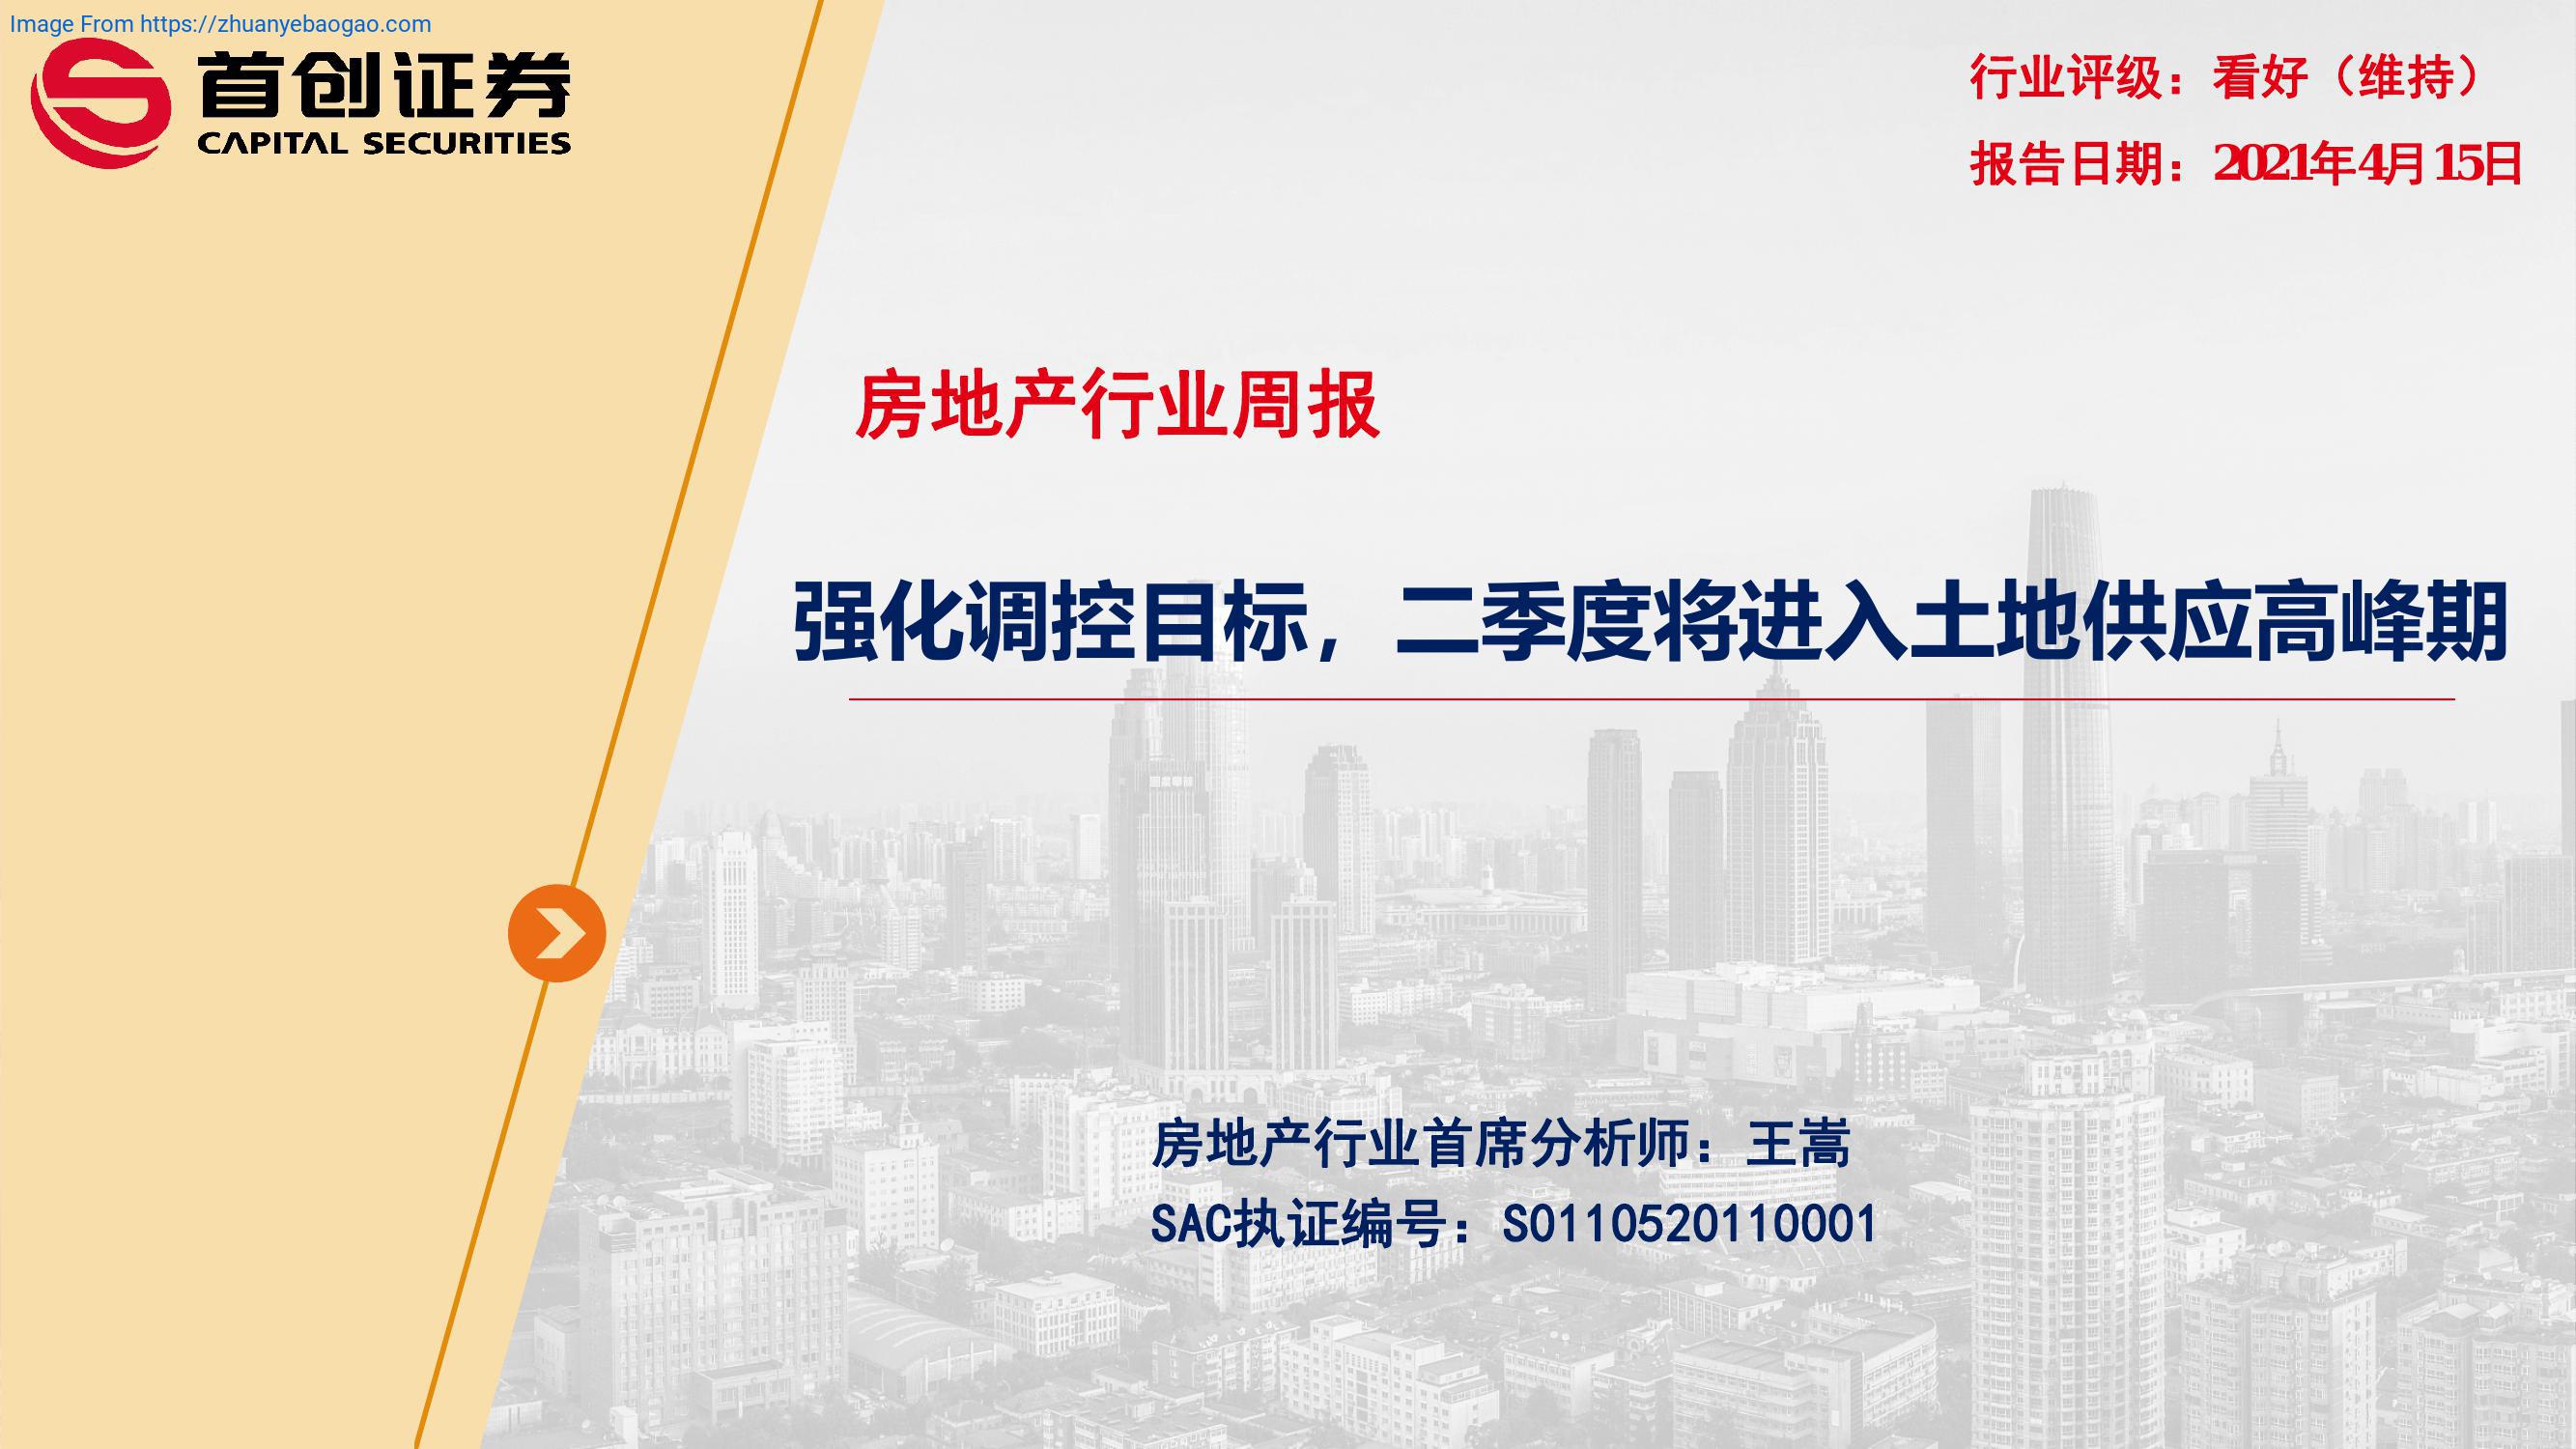 Image From https://zhuanyebaogao.com
首创证券
CAPITAL SECURITIES
行业评级：看好（维持）
报告日期：2021年4月15日
房地产行业周报
强化调控目标，二季度将进入土地供应高峰期
房地产行业首席分析师：王嵩
SAC执证编号：S0110520110001